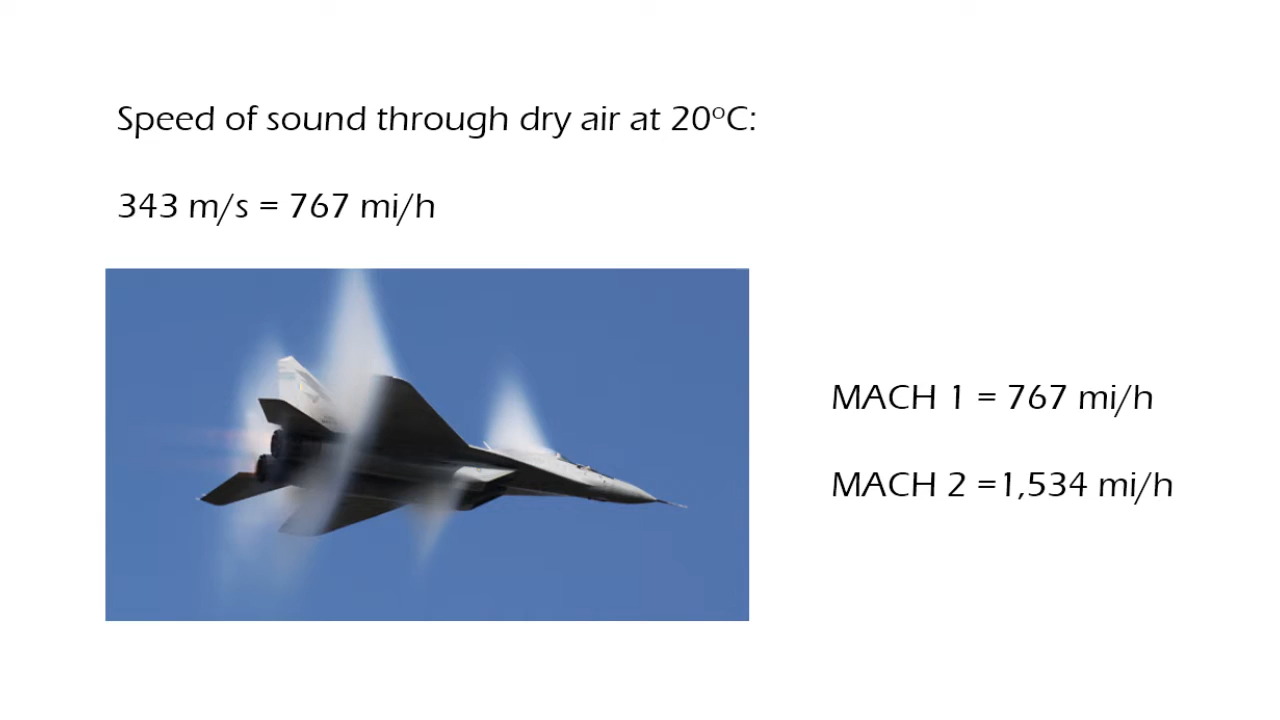 Speed of sound through dry air at 20ºC:
343 m/s = 767 mi/h
MACH 1 = 767 mi/h
MACH 2 =1,534 mi/h